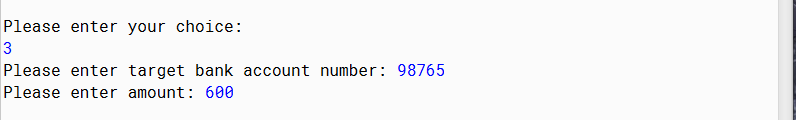 Please enter your choice:
3
Please enter target bank account number: 98765
Please enter amount: 600